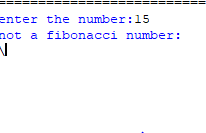 enter the number:15
not a fibonacci number: